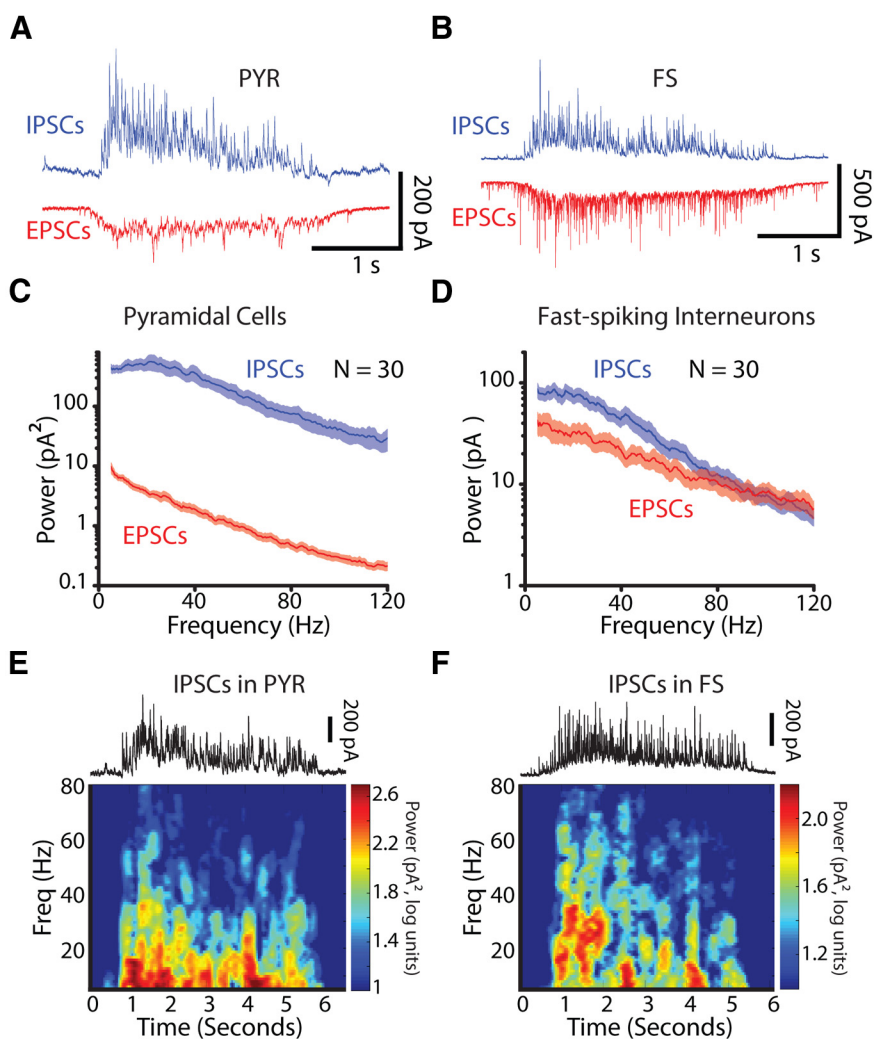 A
PYR
IPSCs
EPSCs
200 pA
1 s
B
FS
IPSCs
EPSCs
500 pA
1 s
C
Pyramidal Cells
IPSCs
N = 30
EPSCs
Power (pA²)
100
10
1
0.1
0
40
80
120
Frequency (Hz)
D
Fast-spiking Interneurons
IPSCs
N = 30
EPSCs
Power (pA
100
10
1
0
40
80
120
Frequency (Hz)
E
IPSCs in PYR
200 pA
Freq (Hz)
80
60
40
20
0
1
2
3
4
5
6
Time (Seconds)
2.6
2.2
1.8
1.4
1
Power (pA², log units)
F
IPSCs in FS
200 pA
Freq (Hz)
80
60
40
20
0
1
2
3
4
5
6
Time (Seconds)
2.0
1.6
1.2
Power (pA², log units)